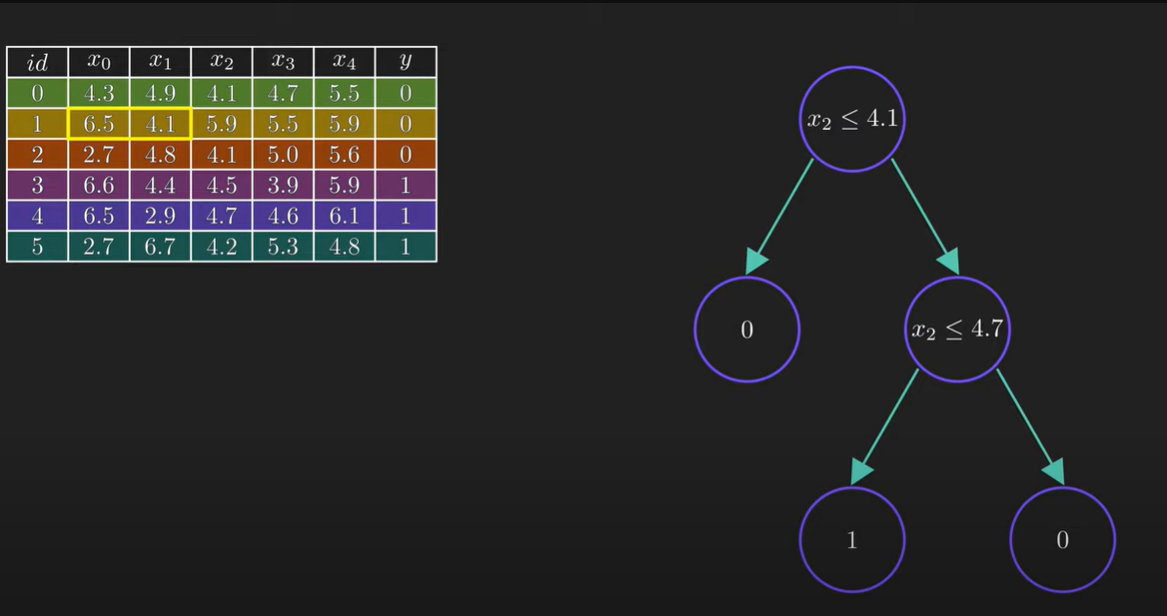 id x₀ x₁ x₂ x₃ x₄ y
0 4.3 4.9 4.1 4.7 5.5 0
1 6.5 4.1 5.9 5.5 5.9 0
2 2.7 4.8 4.1 5.0 5.6 0
3 6.6 4.4 4.5 3.9 5.9 1
4 6.5 2.9 4.7 4.6 6.1 1
5 2.7 6.7 4.2 5.3 4.8 1
x₂ ≤ 4.1
0
x₂ ≤ 4.7
1
0